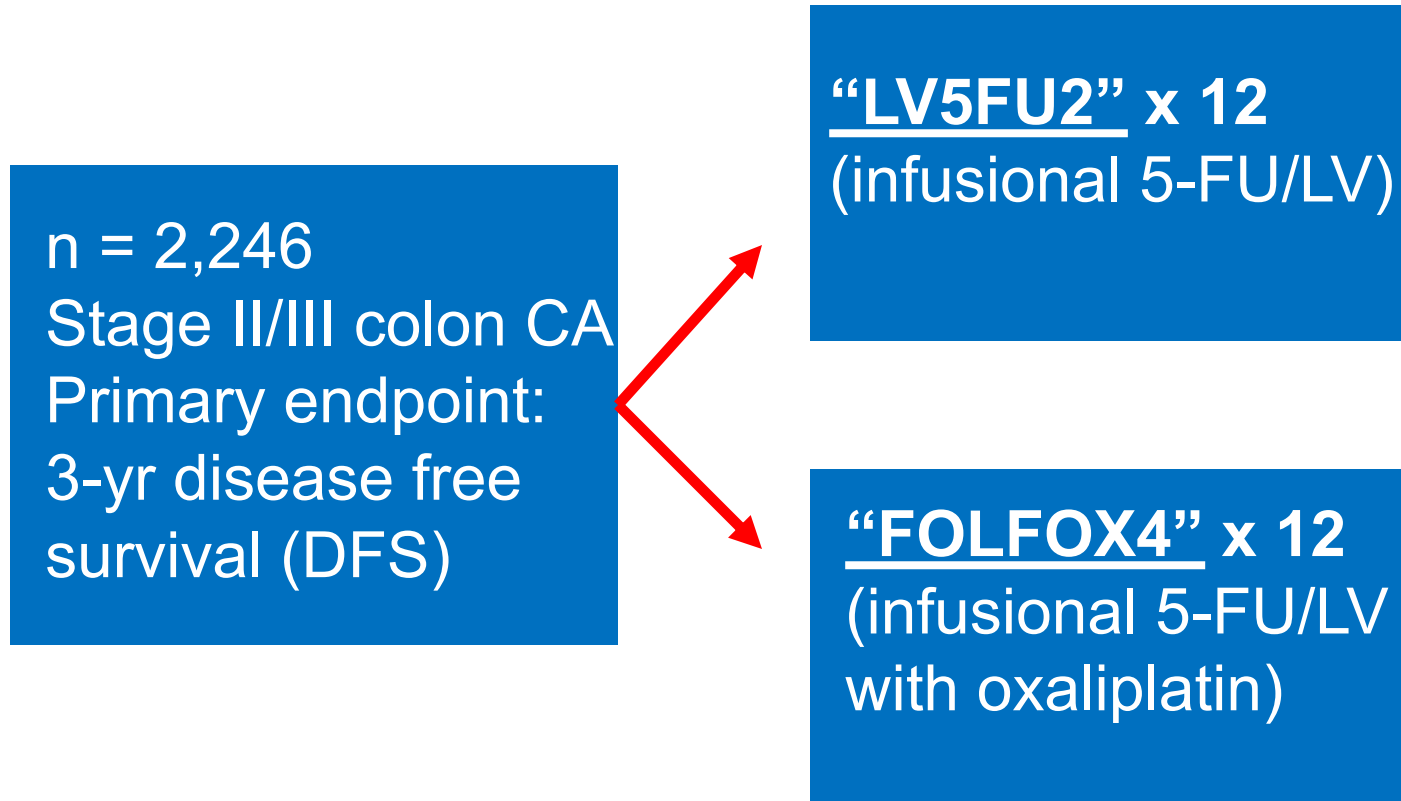 n = 2,246
Stage II/III colon CA
Primary endpoint:
3-yr disease free
survival (DFS)
“LV5FU2” x 12
(infusional 5-FU/LV)
“FOLFOX4” x 12
(infusional 5-FU/LV
with oxaliplatin)